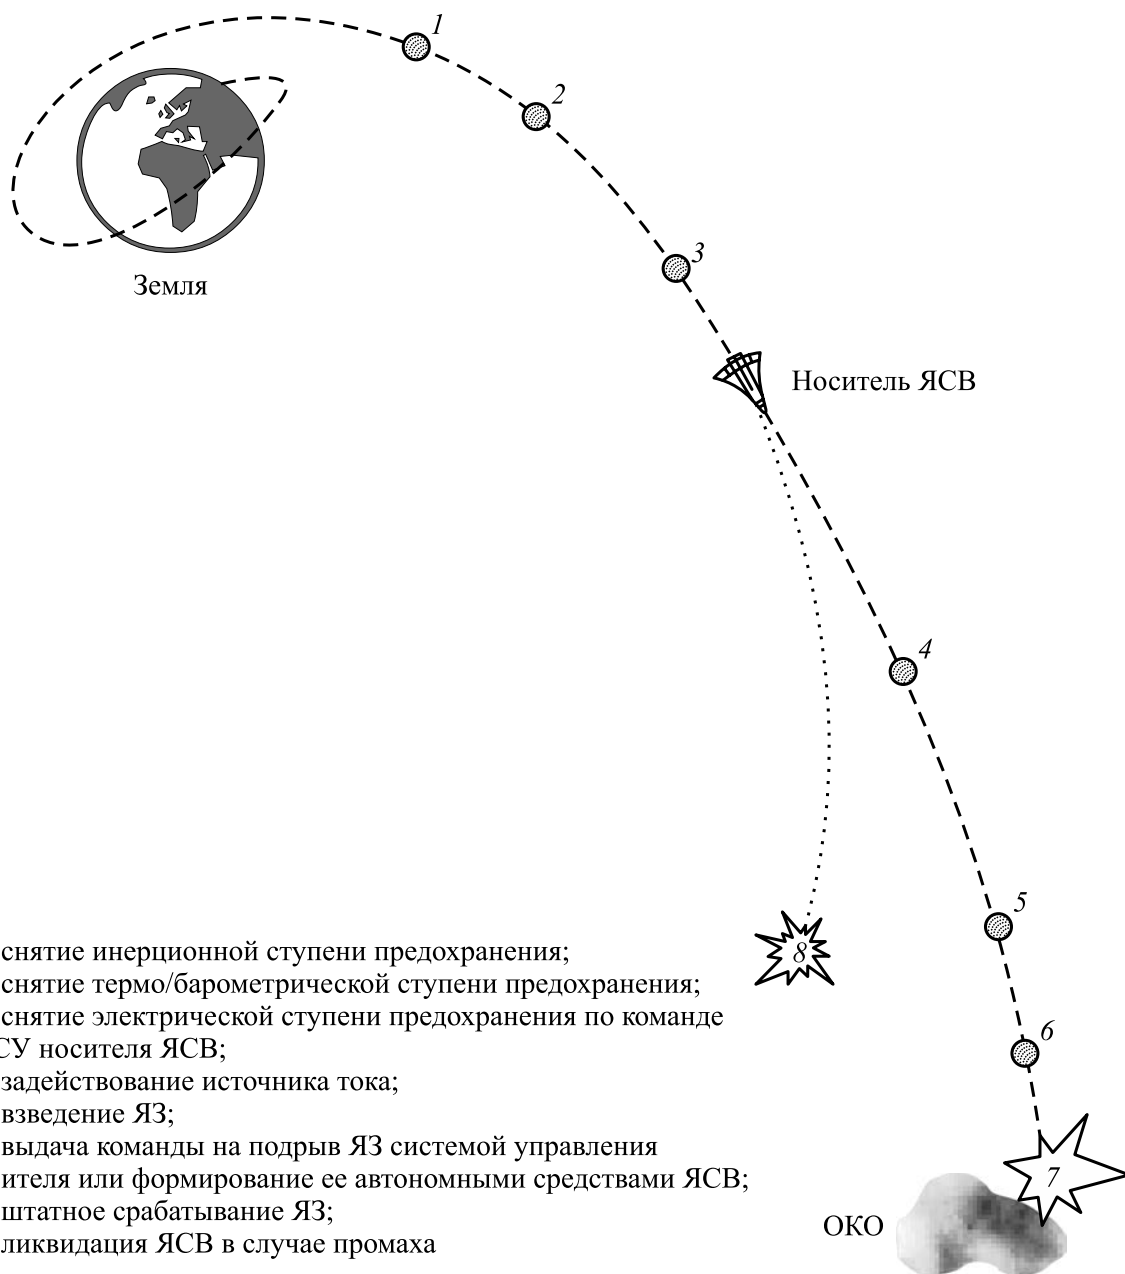 1
2
3
Земля
Носитель ЯСВ
4
5
8
снятие инерционной ступени предохранения;
снятие термо/барометрической ступени предохранения;
снятие электрической ступени предохранения по команде
СУ носителя ЯСВ;
6
задействование источника тока;
взведение ЯЗ;
выдача команды на подрыв ЯЗ системой управления
ителя или формирование ее автономными средствами ЯСВ;
7
штатное срабатывание ЯЗ;
ОКО
ликвидация ЯСВ в случае промаха